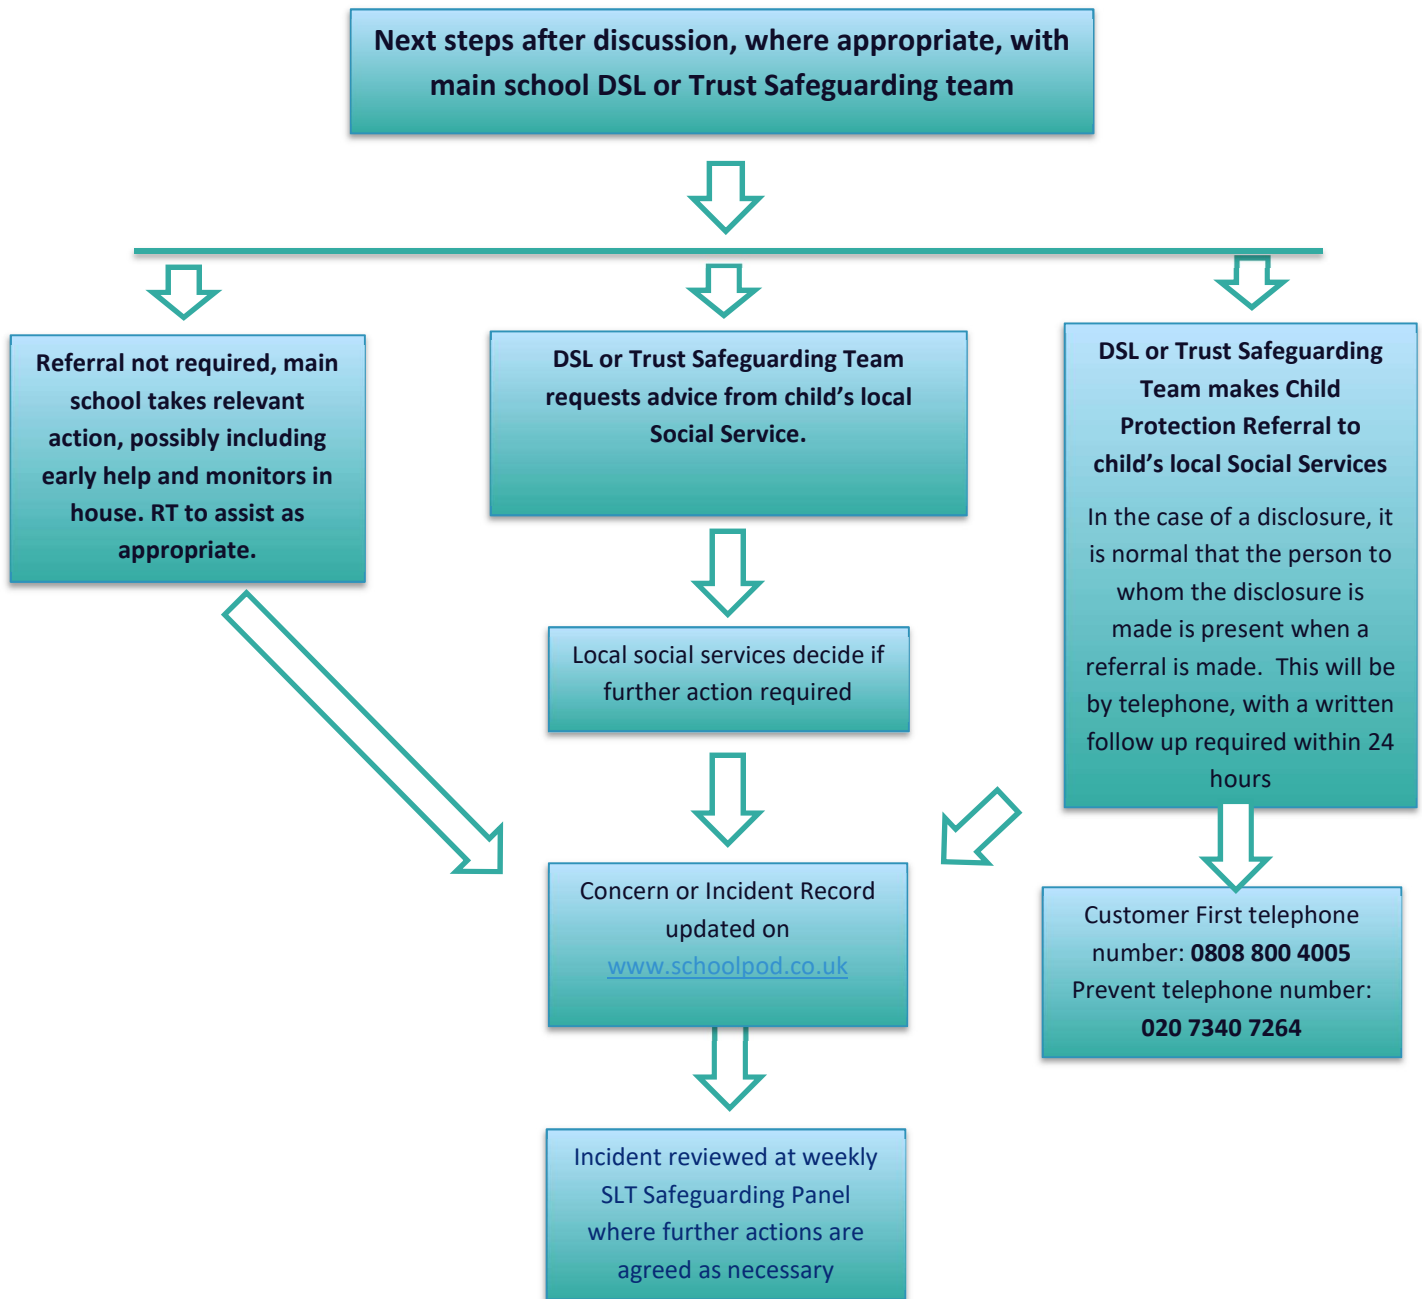 Next steps after discussion, where appropriate, with
main school DSL or Trust Safeguarding team
Referral not required, main
school takes relevant
action, possibly including
early help and monitors in
house. RT to assist as
appropriate.
DSL or Trust Safeguarding Team
requests advice from child’s local
Social Service.
DSL or Trust Safeguarding
Team makes Child
Protection Referral to
child’s local Social Services
In the case of a disclosure, it
is normal that the person to
whom the disclosure is
made is present when a
referral is made.  This will be
by telephone, with a written
follow up required within 24
hours
Local social services decide if
further action required
Concern or Incident Record
updated on
www.schoolpod.co.uk
Customer First telephone
number: 0808 800 4005
Prevent telephone number:
020 7340 7264
Incident reviewed at weekly
SLT Safeguarding Panel
where further actions are
agreed as necessary